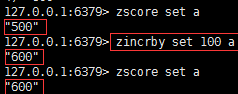 127.0.0.1:6379> zscore set a
"500"
127.0.0.1:6379> zincrby set 100 a
"600"
127.0.0.1:6379> zscore set a
"600"